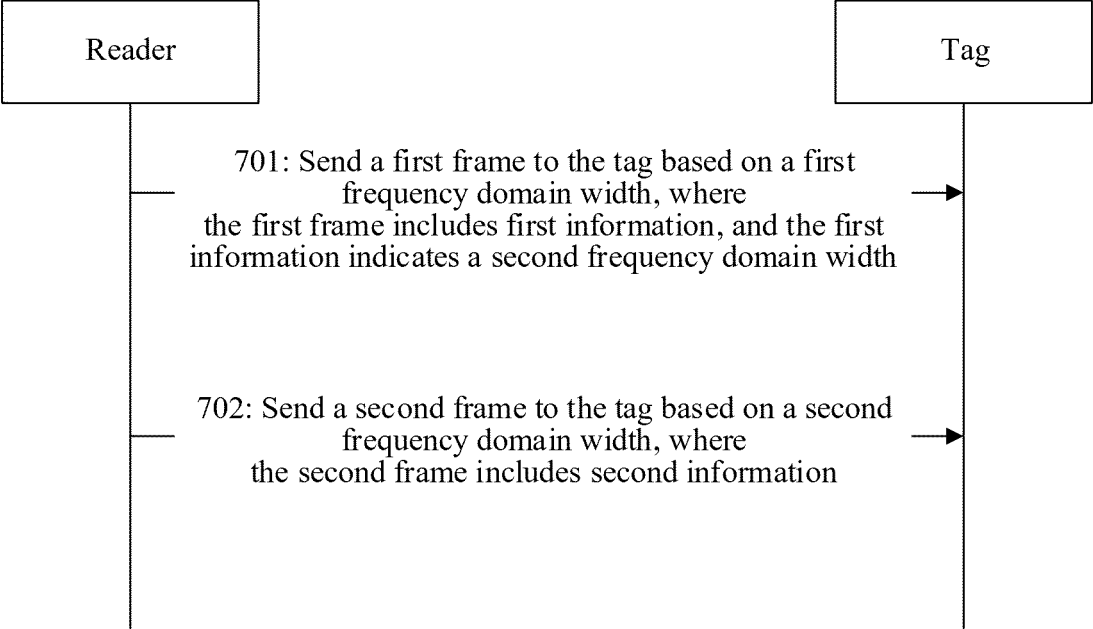 Reader
Tag
701: Send a first frame to the tag based on a first
frequency domain width, where
the first frame includes first information, and the first
information indicates a second frequency domain width
702: Send a second frame to the tag based on a second
frequency domain width, where
the second frame includes second information